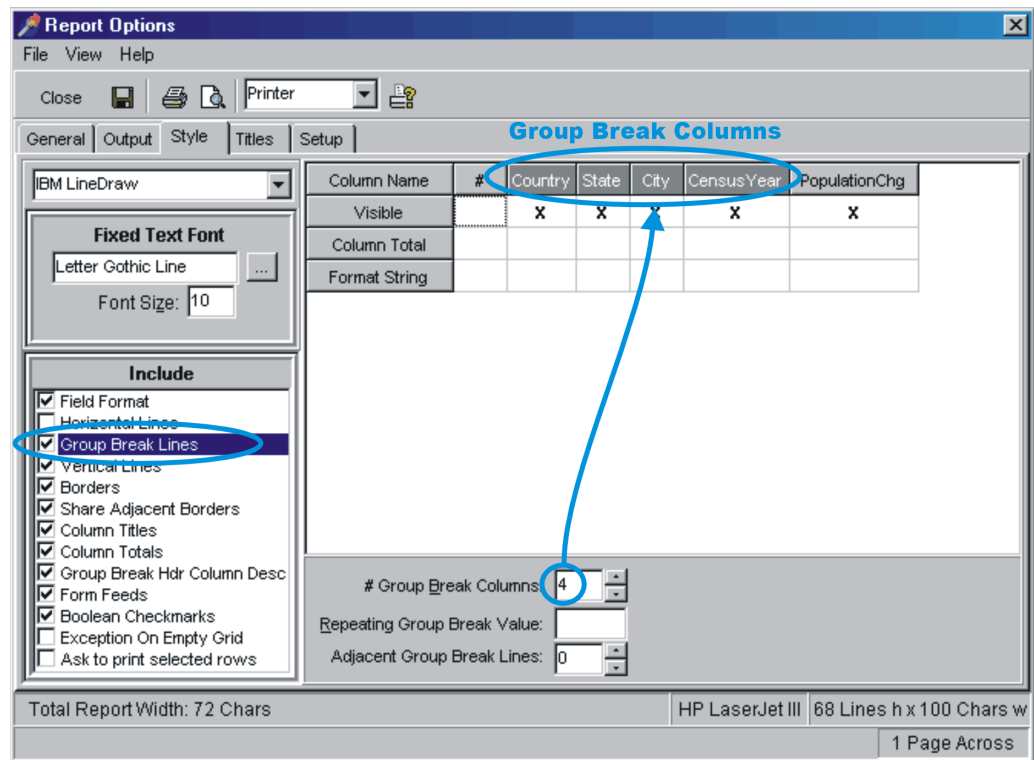 Report Options
File View Help
Close Printer
General Output Style Titles Setup
Group Break Columns
IBM LineDraw
Fixed Text Font
Letter Gothic Line ...
Font Size: 10
Column Name # Country State City CensusYear PopulationChg
Visible X X X X X
Column Total
Format String
Include
Field Format
Horizontal Lines
Group Break Lines
Vertical Lines
Borders
Share Adjacent Borders
Column Titles
Column Totals
Group Break Hdr Column Desc
Form Feeds
Boolean Checkmarks
Exception On Empty Grid
Ask to print selected rows
# Group Break Columns: 4
Repeating Group Break Value:
Adjacent Group Break Lines: 0
Total Report Width: 72 Chars
HP LaserJet III
68 Lines h x 100 Chars w
1 Page Across